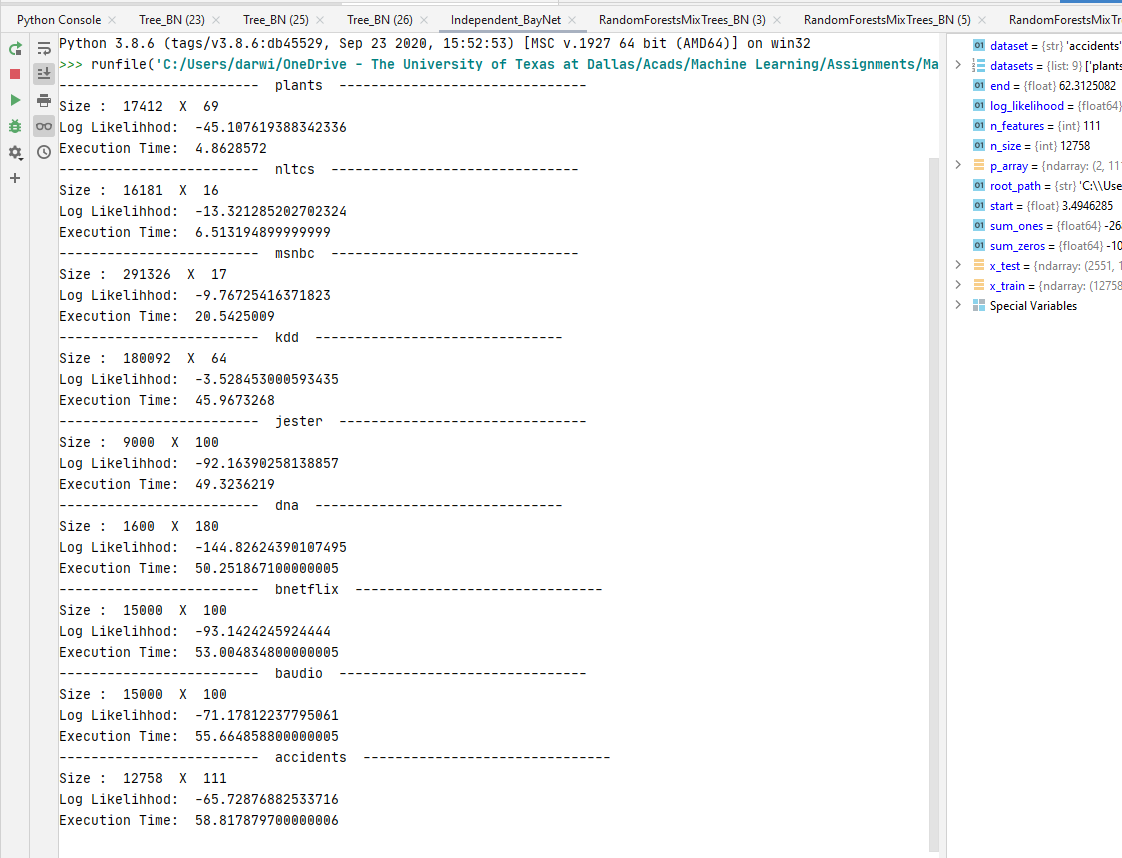 Python Console × Tree_BN (23) × Tree_BN (25) × Tree_BN (26) × Independent_BayNet × RandomForestsMixTrees_BN (3) × RandomForestsMixTrees_BN (5) × RandomForestsMixTr
Python 3.8.6 (tags/v3.8.6:db45529, Sep 23 2020, 15:52:53) [MSC v.1927 64 bit (AMD64)] on win32
>>> runfile('C:/Users/darwi/OneDrive - The University of Texas at Dallas/Acads/Machine Learning/Assignments/Ma
------------------------- plants -------------------------------
Size : 17412 X 69
Log Likelihhod: -45.107619388342336
Execution Time: 4.8628572
------------------------- nltcs -------------------------------
Size : 16181 X 16
Log Likelihhod: -13.321285202702324
Execution Time: 6.513194899999999
------------------------- msnbc -------------------------------
Size : 291326 X 17
Log Likelihhod: -9.76725416371823
Execution Time: 20.5425009
------------------------- kdd -------------------------------
Size : 180092 X 64
Log Likelihhod: -3.528453000593435
Execution Time: 45.9673268
------------------------- jester -------------------------------
Size : 9000 X 100
Log Likelihhod: -92.16390258138857
Execution Time: 49.3236219
------------------------- dna -------------------------------
Size : 1600 X 180
Log Likelihhod: -144.82624390107495
Execution Time: 50.251867100000005
------------------------- bnetflix -------------------------------
Size : 15000 X 100
Log Likelihhod: -93.1424245924444
Execution Time: 53.004834800000005
------------------------- baudio -------------------------------
Size : 15000 X 100
Log Likelihhod: -71.17812237795061
Execution Time: 55.664858800000005
------------------------- accidents -------------------------------
Size : 12758 X 111
Log Likelihhod: -65.72876882533716
Execution Time: 58.817879700000006
dataset = {str} 'accidents'
datasets = {list: 9} ['plants
end = {float} 62.3125082
log_likelihood = {float64}
n_features = {int} 111
n_size = {int} 12758
p_array = {ndarray: (2, 11
root_path = {str} 'C:\\Use
start = {float} 3.4946285
sum_ones = {float64} -26
sum_zeros = {float64} -10
x_test = {ndarray: (2551, 1
x_train = {ndarray: (12758
Special Variables